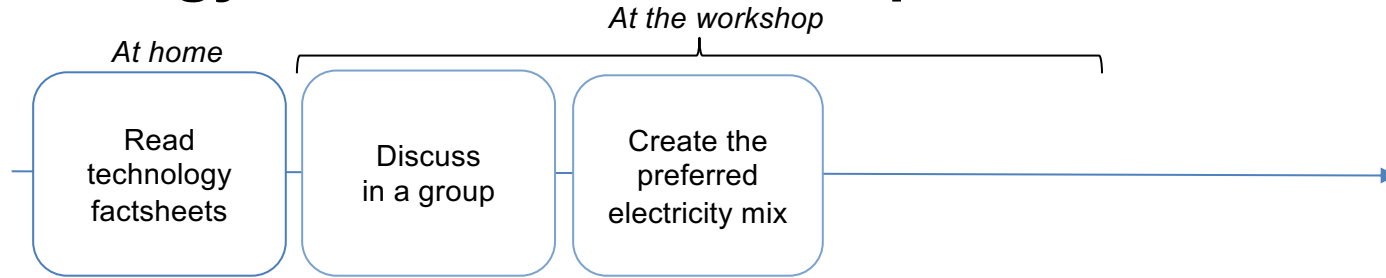 At the workshop
At home
Read
technology
factsheets
Discuss
in a group
Create the
preferred
electricity mix